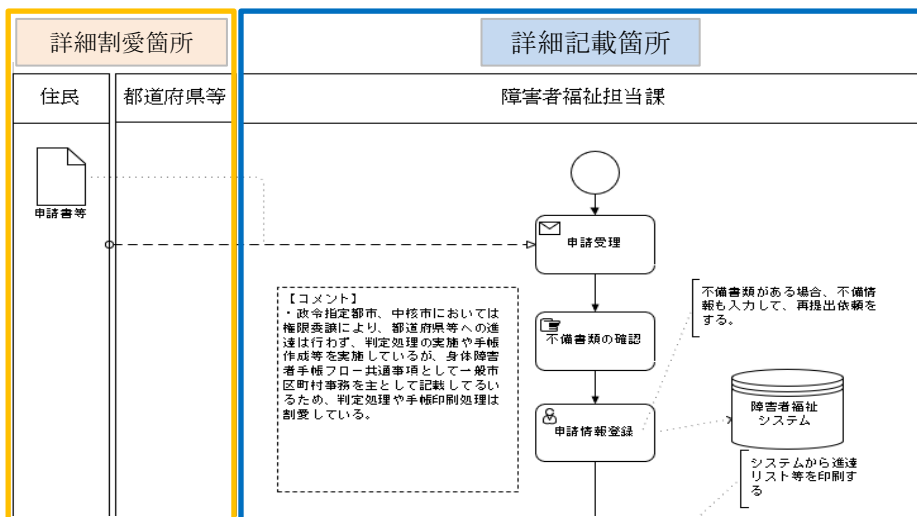 詳細割愛箇所
詳細記載箇所
住民
都道府県等
障害者福祉担当課
申請書等
申請受理
【コメント】
・政令指定都市、中核市においては
権限委譲により、都道府県等への進
達は行わず、判定処理の実施や手帳
作成等を実施しているが、身体障害
者手帳フロー共通事項として一般市
区町村事務を主として記載してるい
るため、判定処理や手帳印刷処理は
割愛している。
不備書類の確認
不備書類がある場合、不備情
報も入力して、再提出依頼を
する。
申請情報登録
障害者福祉
システム
システムから進達
リスト等を印刷す
る